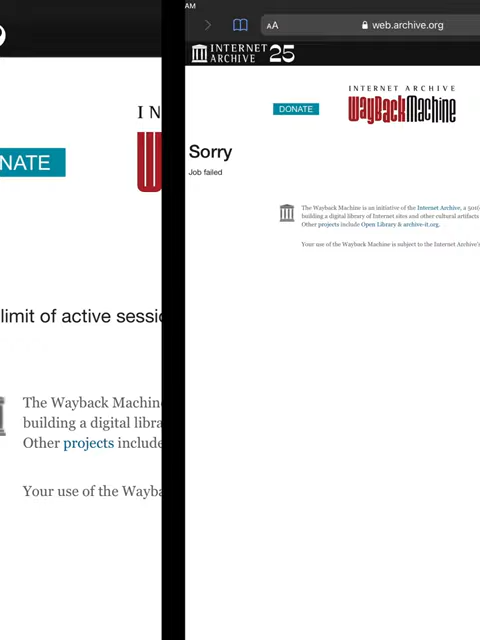 NATE
I N
limit of active sessio
The Wayback Machin
building a digital libra
Other projects include
Your use of the Wayba
AM
AA
web.archive.org
INTERNET
ARCHIVE
25
DONATE
INTERNET ARCHIVE
WayBackMachine
Sorry
Job failed
The Wayback Machine is an initiative of the Internet Archive, a 501(
building a digital library of Internet sites and other cultural artifacts
Other projects include Open Library & archive-it.org.
Your use of the Wayback Machine is subject to the Internet Archive's